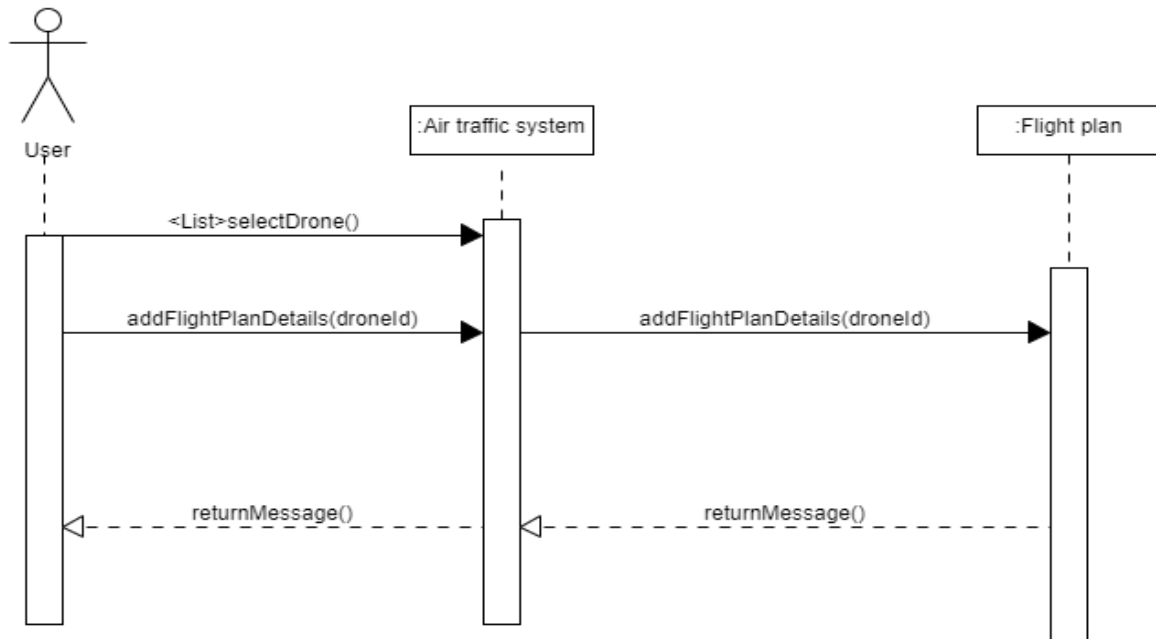 User
:Air traffic system
:Flight plan
<List>selectDrone()
addFlightPlanDetails(droneId)
addFlightPlanDetails(droneId)
returnMessage()
returnMessage()